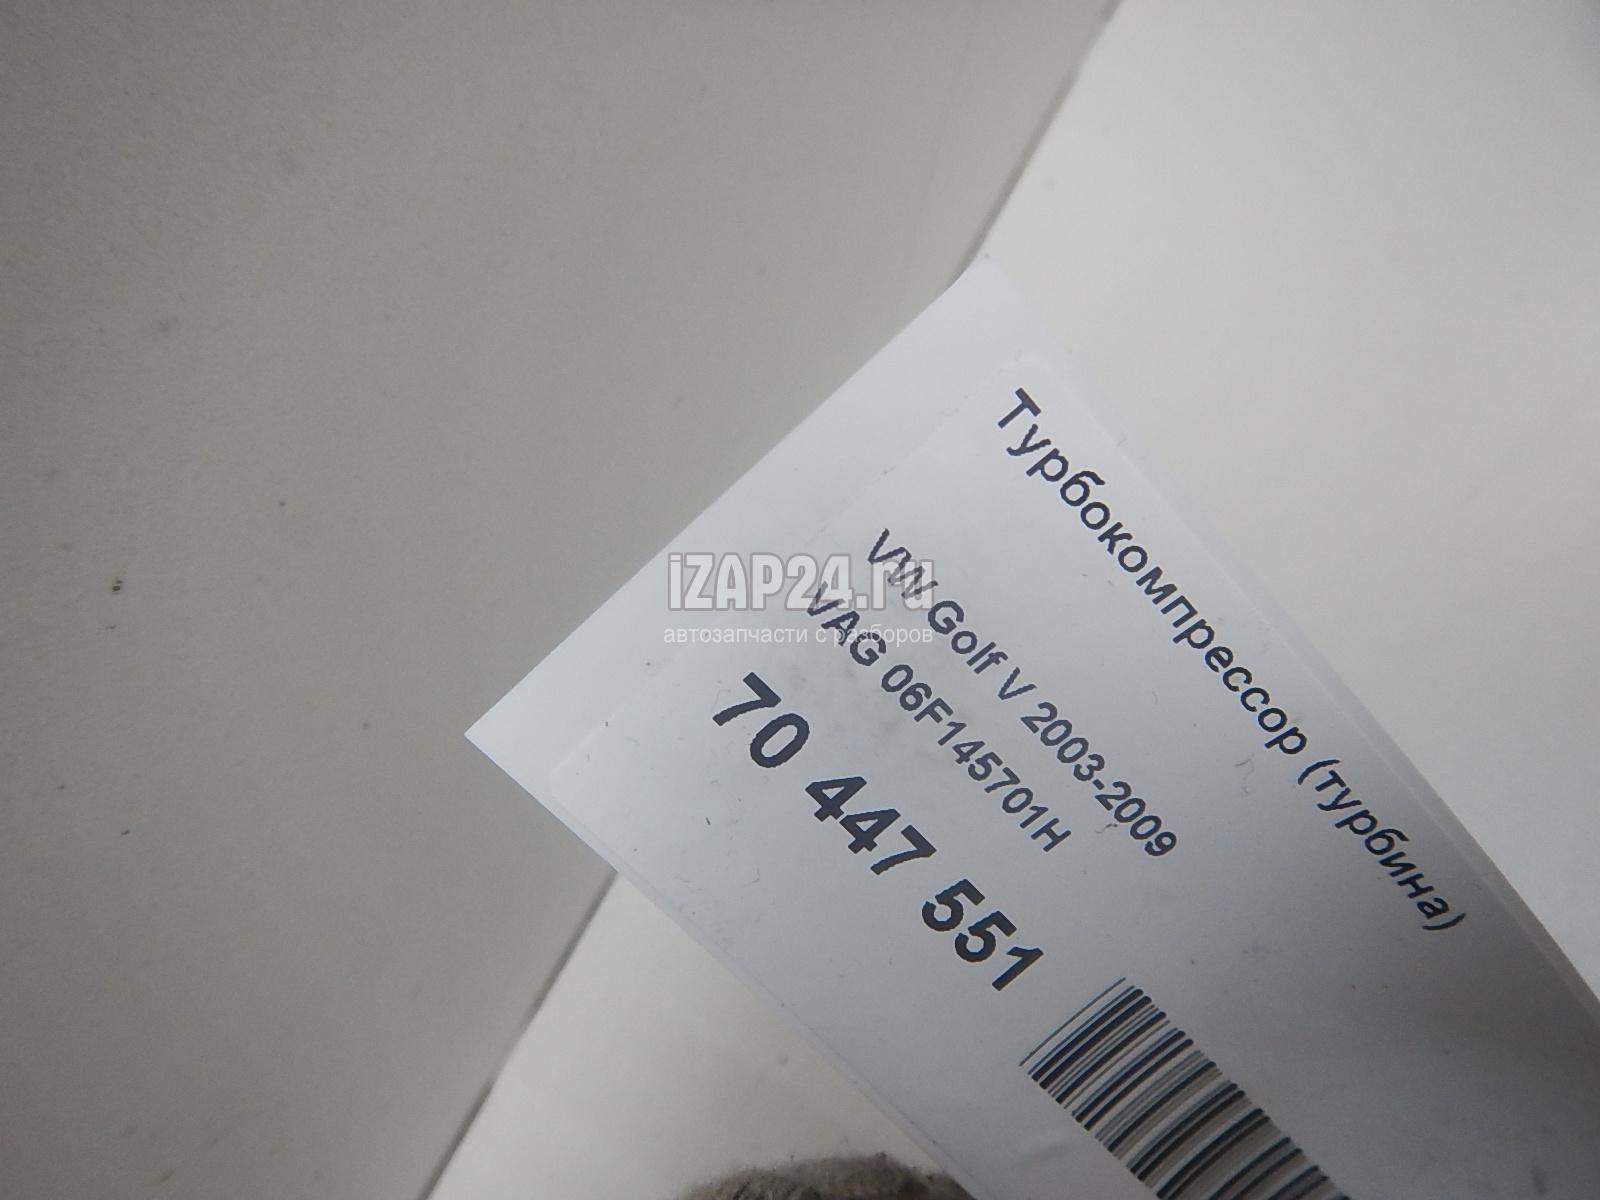 Турбокомпрессор (турбина)
VW Golf V 2003-2009
VAG 06F145701H
70 447 551
iZAP24.ru
автозапчасти с разборов